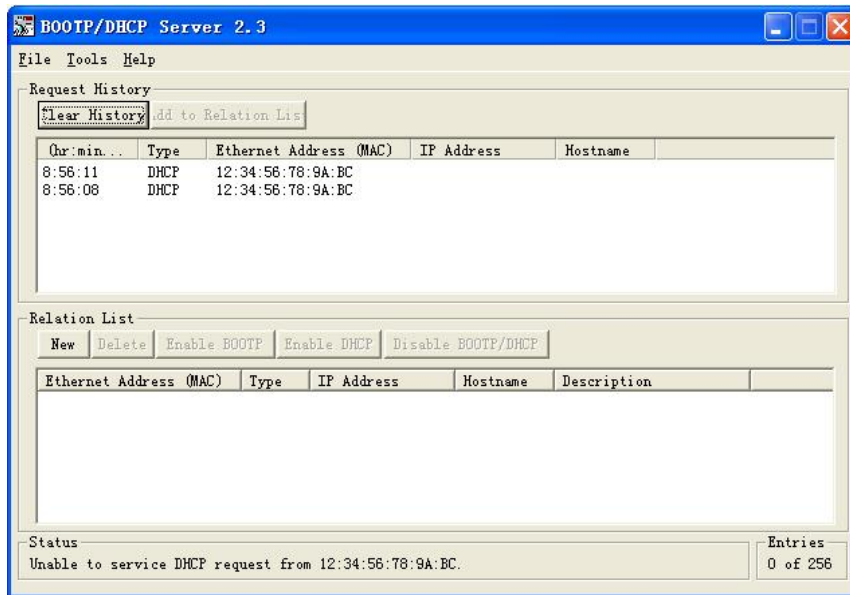 BOOTP/DHCP Server 2.3
File Tools Help
Request History
Clear History dd to Relation Lis
(hr:min... Type Ethernet Address (MAC) IP Address Hostname
8:56:11 DHCP 12:34:56:78:9A:BC
8:56:08 DHCP 12:34:56:78:9A:BC
Relation List
New Delete Enable BOOTP Enable DHCP Disable BOOTP/DHCP
Ethernet Address (MAC) Type IP Address Hostname Description
Status
Unable to service DHCP request from 12:34:56:78:9A:BC.
Entries
0 of 256